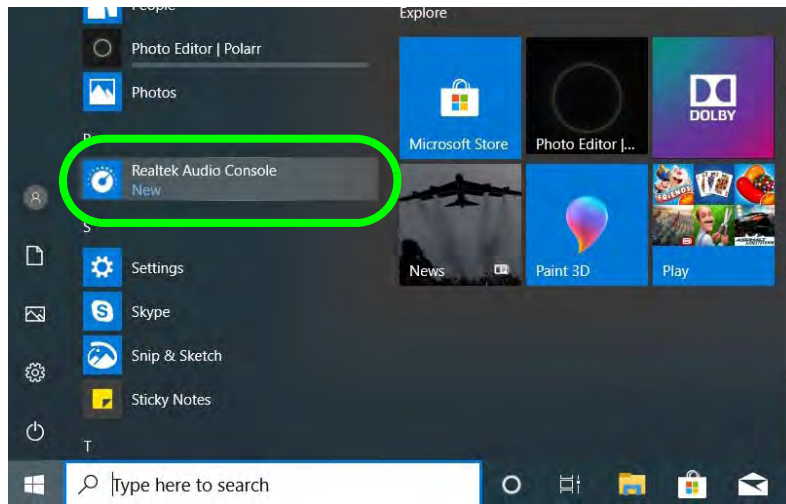 People
Photo Editor | Polarr
Photos
R
Realtek Audio Console
New
S
Settings
Skype
Snip & Sketch
Sticky Notes
T
Type here to search
Explore
Microsoft Store
Photo Editor |...
DOLBY
News
Paint 3D
Play
FRIENDS